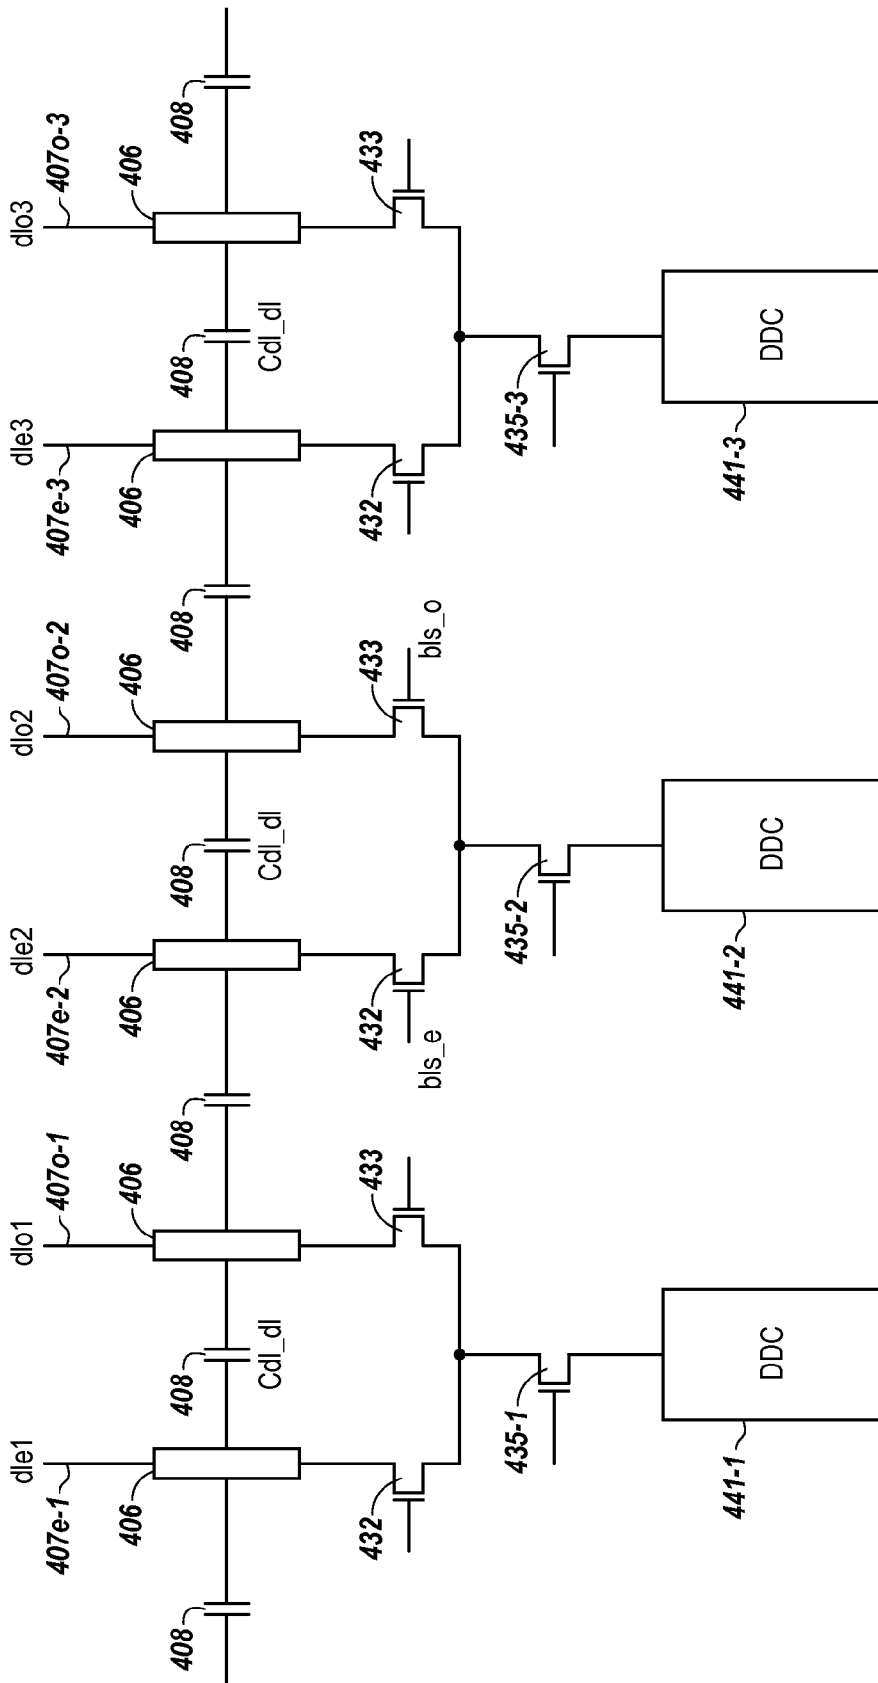 dle1
407e-1
406
408
408
Cdl_dl
dlo1
407o-1
406
432
433
435-1
441-1
DDC
408
dle2
407e-2
406
408
Cdl_dl
dlo2
407o-2
406
bls_e
432
433
bls_o
435-2
441-2
DDC
408
dle3
407e-3
406
408
Cdl_dl
dlo3
407o-3
406
408
432
433
435-3
441-3
DDC